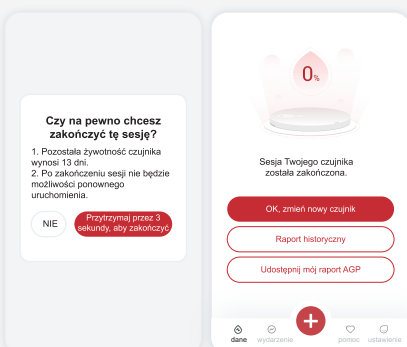 Czy na pewno chcesz
zakończyć tę sesję?
1. Pozostała żywotność czujnika
wynosi 13 dni.
2. Po zakończeniu sesji nie będzie
możliwości ponownego
uruchomienia.
NIE
Przytrzymaj przez 3
sekundy, aby zakończyć
0%
Sesja Twojego czujnika
została zakończona.
OK, zmień nowy czujnik
Raport historyczny
Udostępnij mój raport AGP
dane
wydarzenie
pomoc
ustawienie